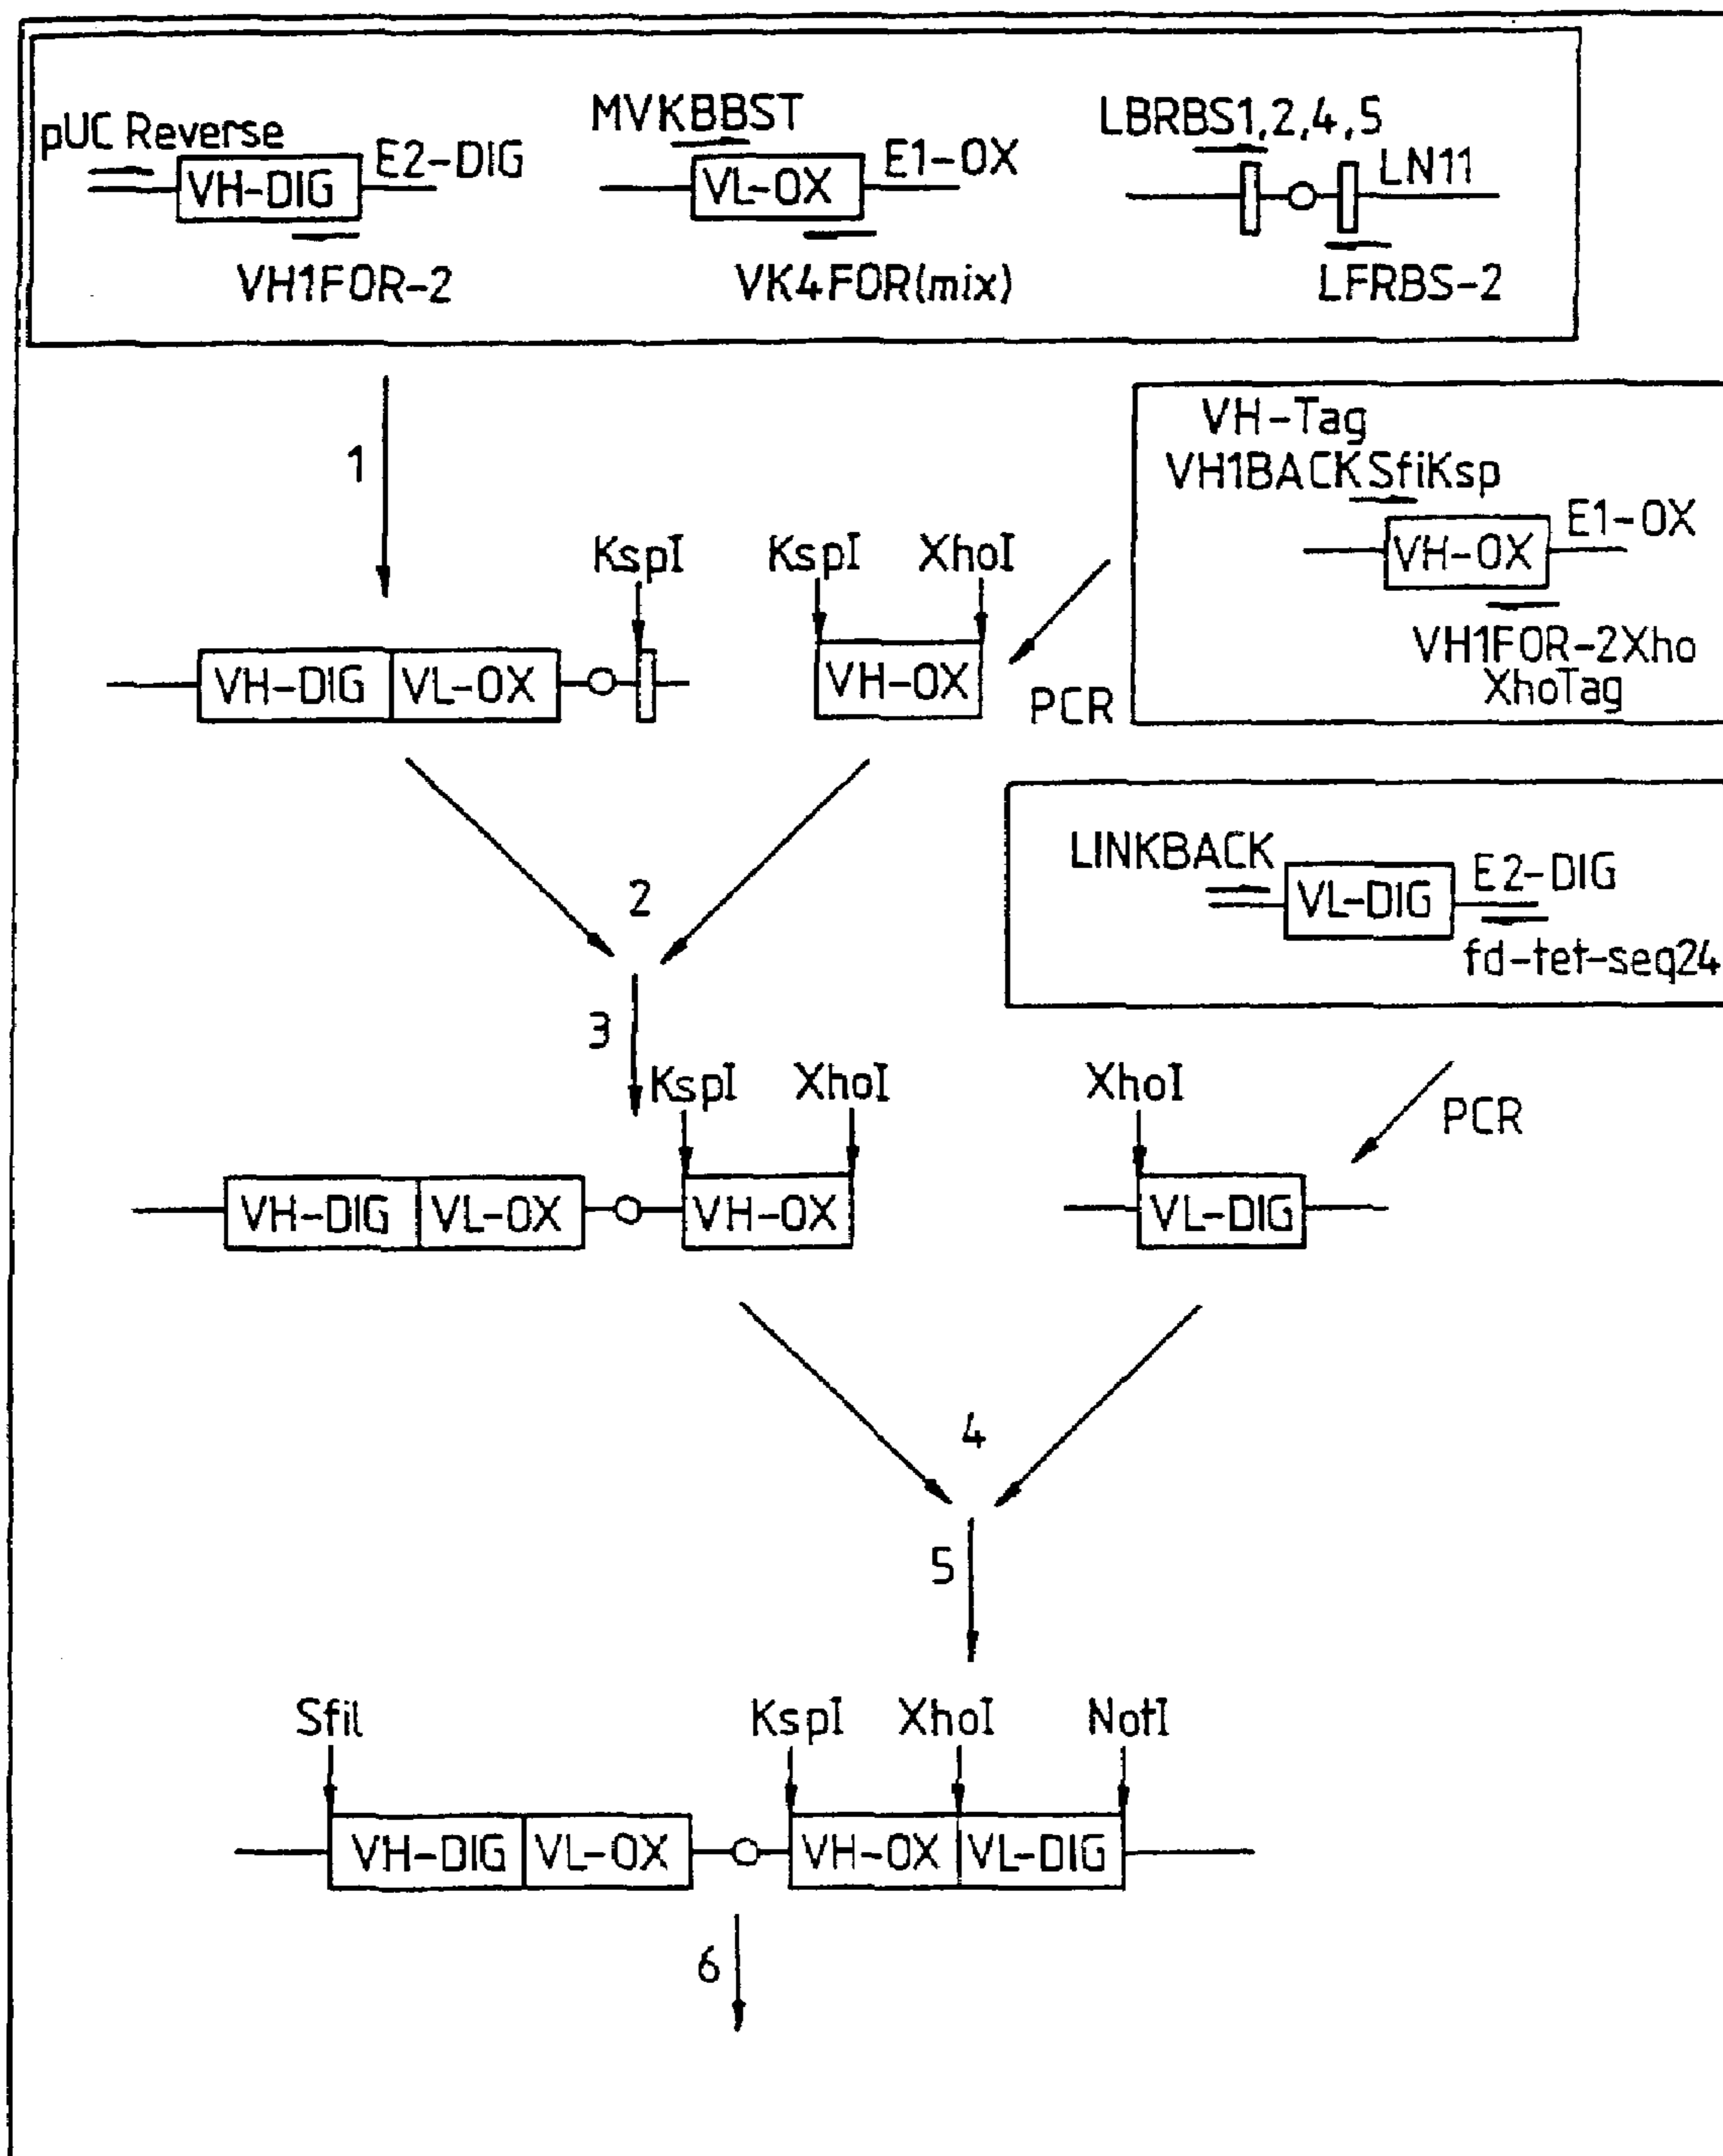 pUC Reverse
VH-DIG
E2-DIG
VH1FOR-2
MVKBBST
VL-OX
E1-OX
VK4FOR(mix)
LBRBS1,2,4,5
LN11
LFRBS-2
1
VH-Tag
VH1BACKSfiKsp
VH-OX
E1-OX
VH1FOR-2Xho
XhoTag
PCR
KspI
VH-DIG
VL-OX
KspI
XhoI
VH-OX
2
LINKBACK
VL-DIG
E2-DIG
fd-tet-seq24
PCR
3
KspI
XhoI
VH-DIG
VL-OX
VH-OX
XhoI
VL-DIG
4
5
SfiI
KspI
XhoI
NotI
VH-DIG
VL-OX
VH-OX
VL-DIG
6